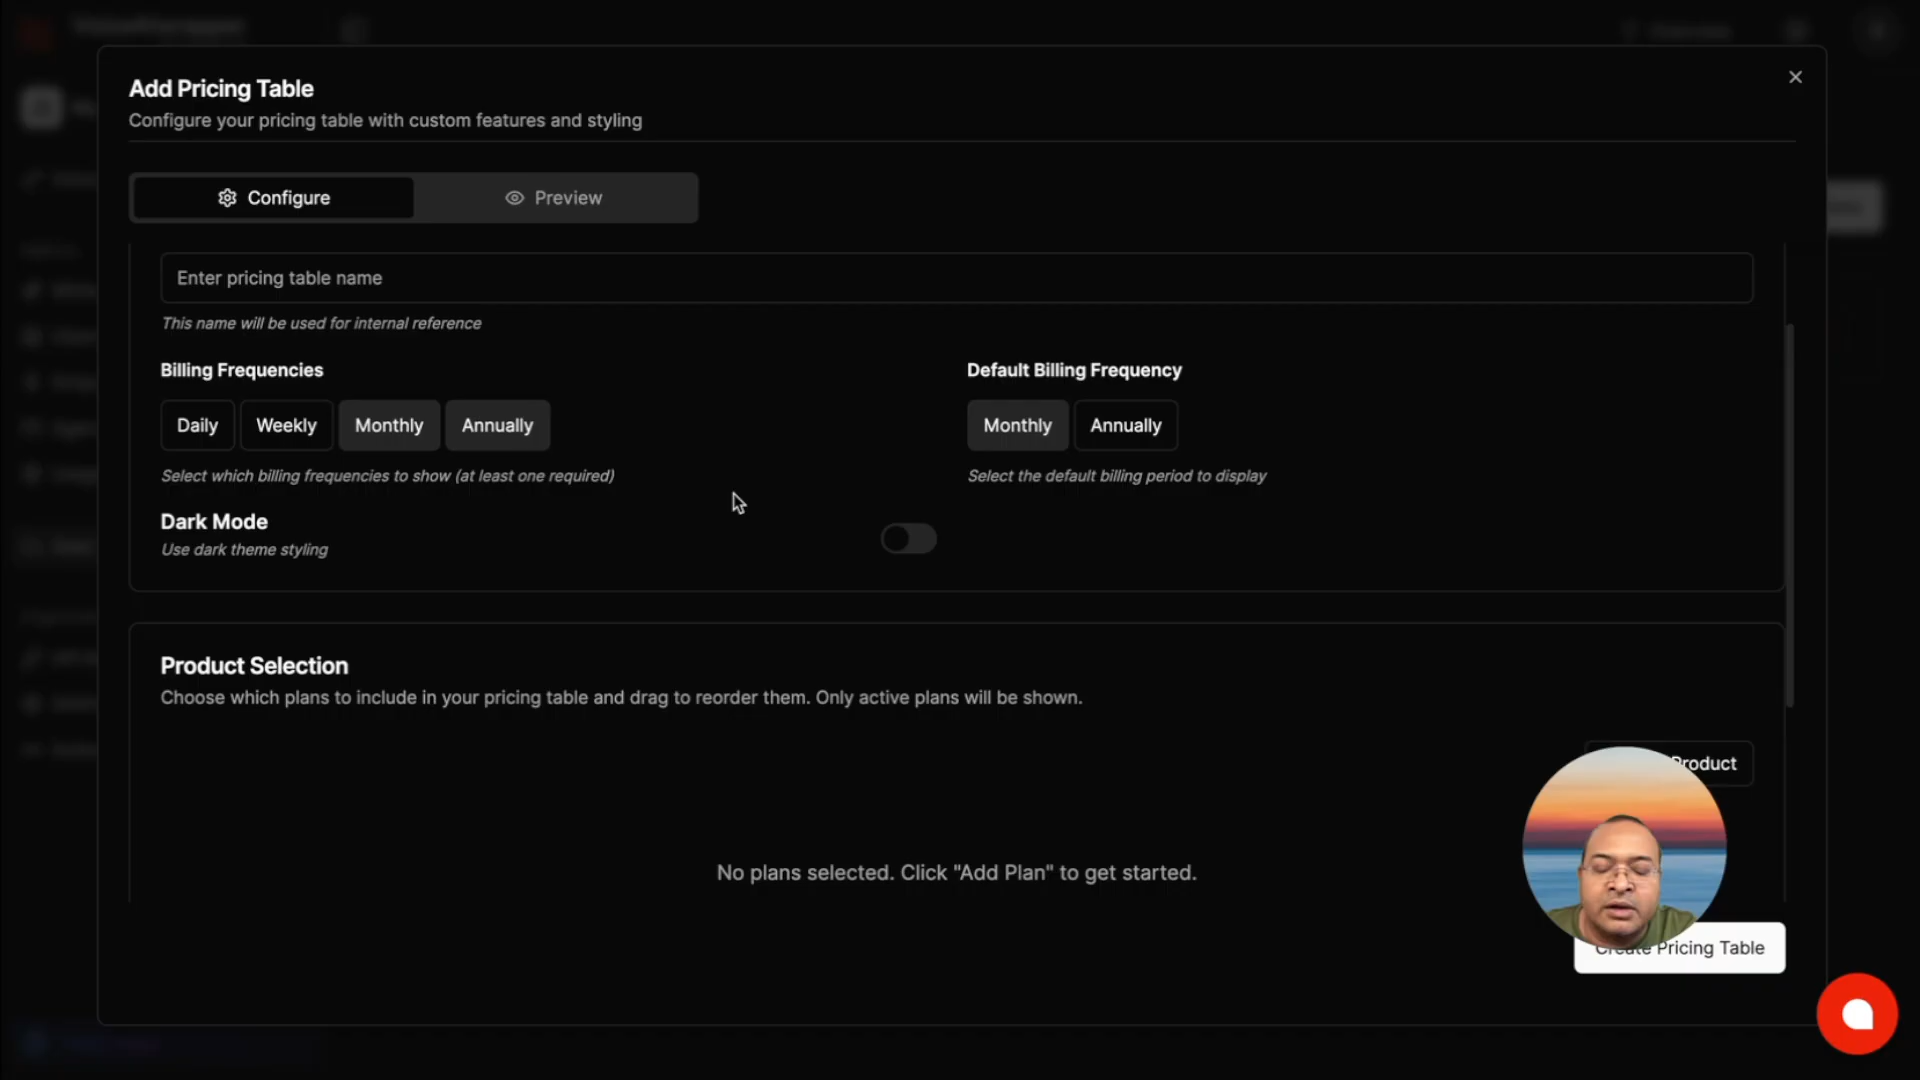 Add Pricing Table
Configure your pricing table with custom features and styling
Configure
Preview
Enter pricing table name
This name will be used for internal reference
Billing Frequencies
Default Billing Frequency
Daily
Weekly
Monthly
Annually
Monthly
Annually
Select which billing frequencies to show (at least one required)
Select the default billing period to display
Dark Mode
Use dark theme styling
Product Selection
Choose which plans to include in your pricing table and drag to reorder them. Only active plans will be shown.
Product
No plans selected. Click "Add Plan" to get started.
Create Pricing Table